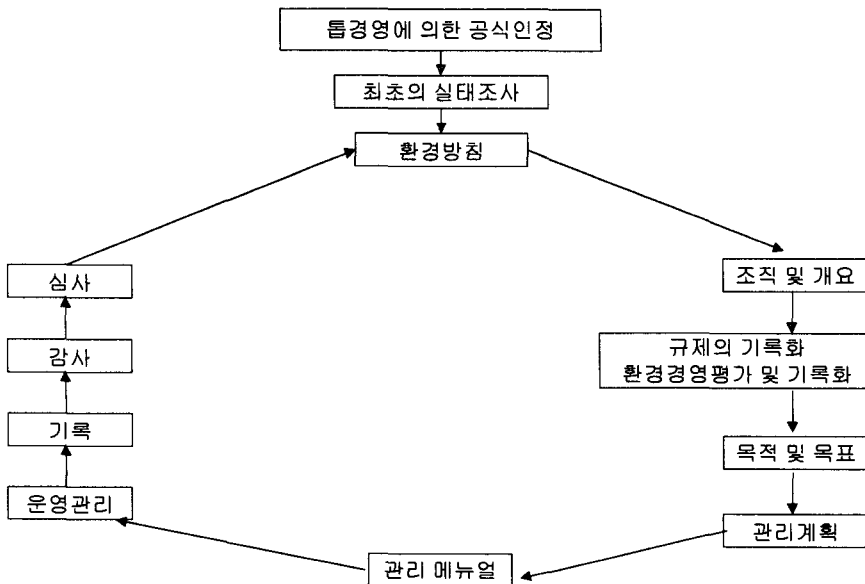 톱경영에 의한 공식인정
최초의 실태조사
환경방침
조직 및 개요
규제의 기록화
환경경영평가 및 기록화
목적 및 목표
관리계획
관리 메뉴얼
운영관리
기록
감사
심사